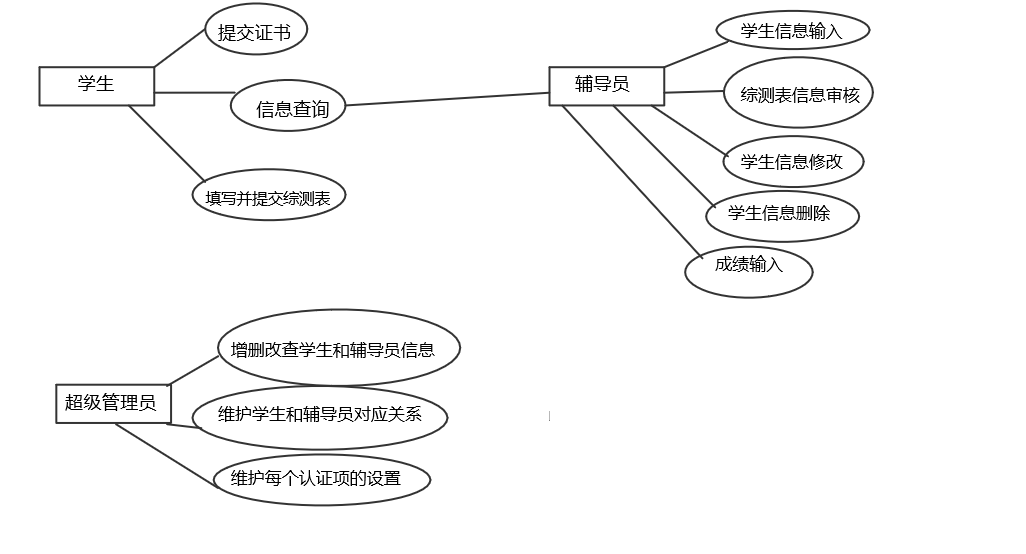 提交证书
学生
信息查询
填写并提交综测表
辅导员
学生信息输入
综测表信息审核
学生信息修改
学生信息删除
成绩输入
超级管理员
增删改查学生和辅导员信息
维护学生和辅导员对应关系
维护每个认证项的设置